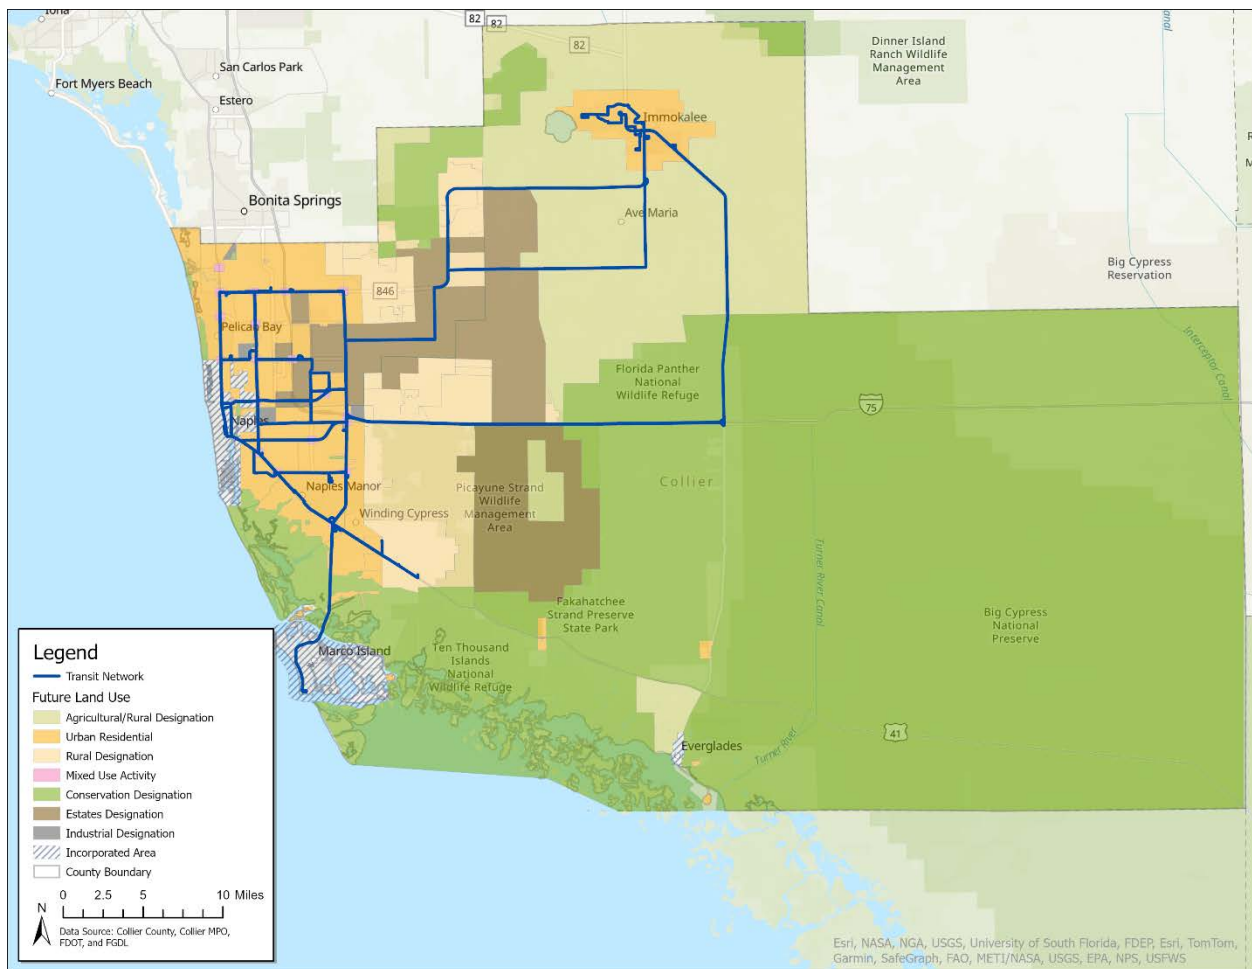 Iona
82
82
82
Dinner Island
Ranch Wildlife
Management
Area
San Carlos Park
Fort Myers Beach
Estero
Immokalee
Bonita Springs
Ave Maria
Big Cypress
Reservation
846
Pelican Bay
Interceptor Canal
Florida Panther
National
Wildlife Refuge
75
Naples
Collier
Naples Manor
Picayune Strand
Wildlife
Management
Area
Winding Cypress
Turner River Canal
Fakahatchee
Strand Preserve
State Park
Big Cypress
National
Preserve
Marco Island
Ten Thousand
Islands
National
Wildlife Refuge
41
Everglades
Turner River
Legend
Transit Network
Future Land Use
Agricultural/Rural Designation
Urban Residential
Rural Designation
Mixed Use Activity
Conservation Designation
Estates Designation
Industrial Designation
Incorporated Area
County Boundary
0 2.5 5 10 Miles
N
Data Source: Collier County, Collier MPO,
FDOT, and FGDL
Esri, NASA, NGA, USGS, University of South Florida, FDEP, Esri, TomTom,
Garmin, SafeGraph, FAO, METI/NASA, USGS, EPA, NPS, USFWS